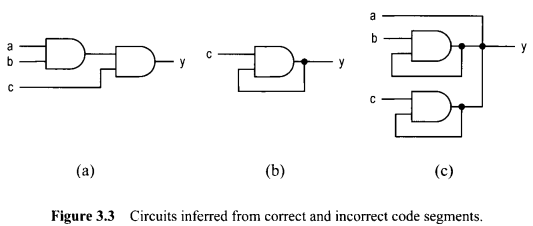 a
b
c
y
(a)
c
y
(b)
a
b
c
y
(c)
Figure 3.3 Circuits inferred from correct and incorrect code segments.